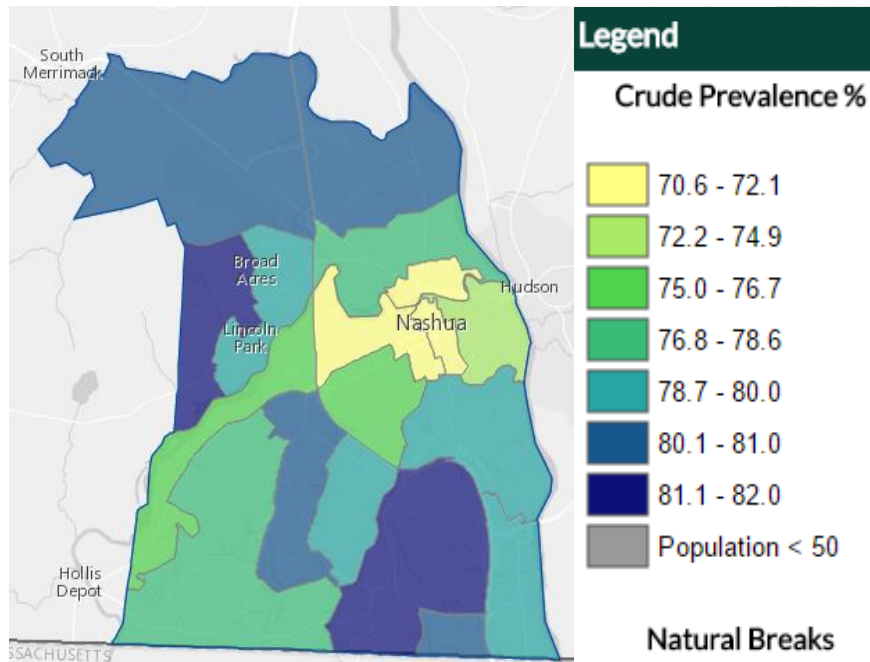 South
Merrimack
Broad
Acres
Hudson
Nashua
Lincoln
Park
Hollis
Depot
SSACHUSETTS
Legend
Crude Prevalence %
70.6 - 72.1
72.2 - 74.9
75.0 - 76.7
76.8 - 78.6
78.7 - 80.0
80.1 - 81.0
81.1 - 82.0
Population < 50
Natural Breaks